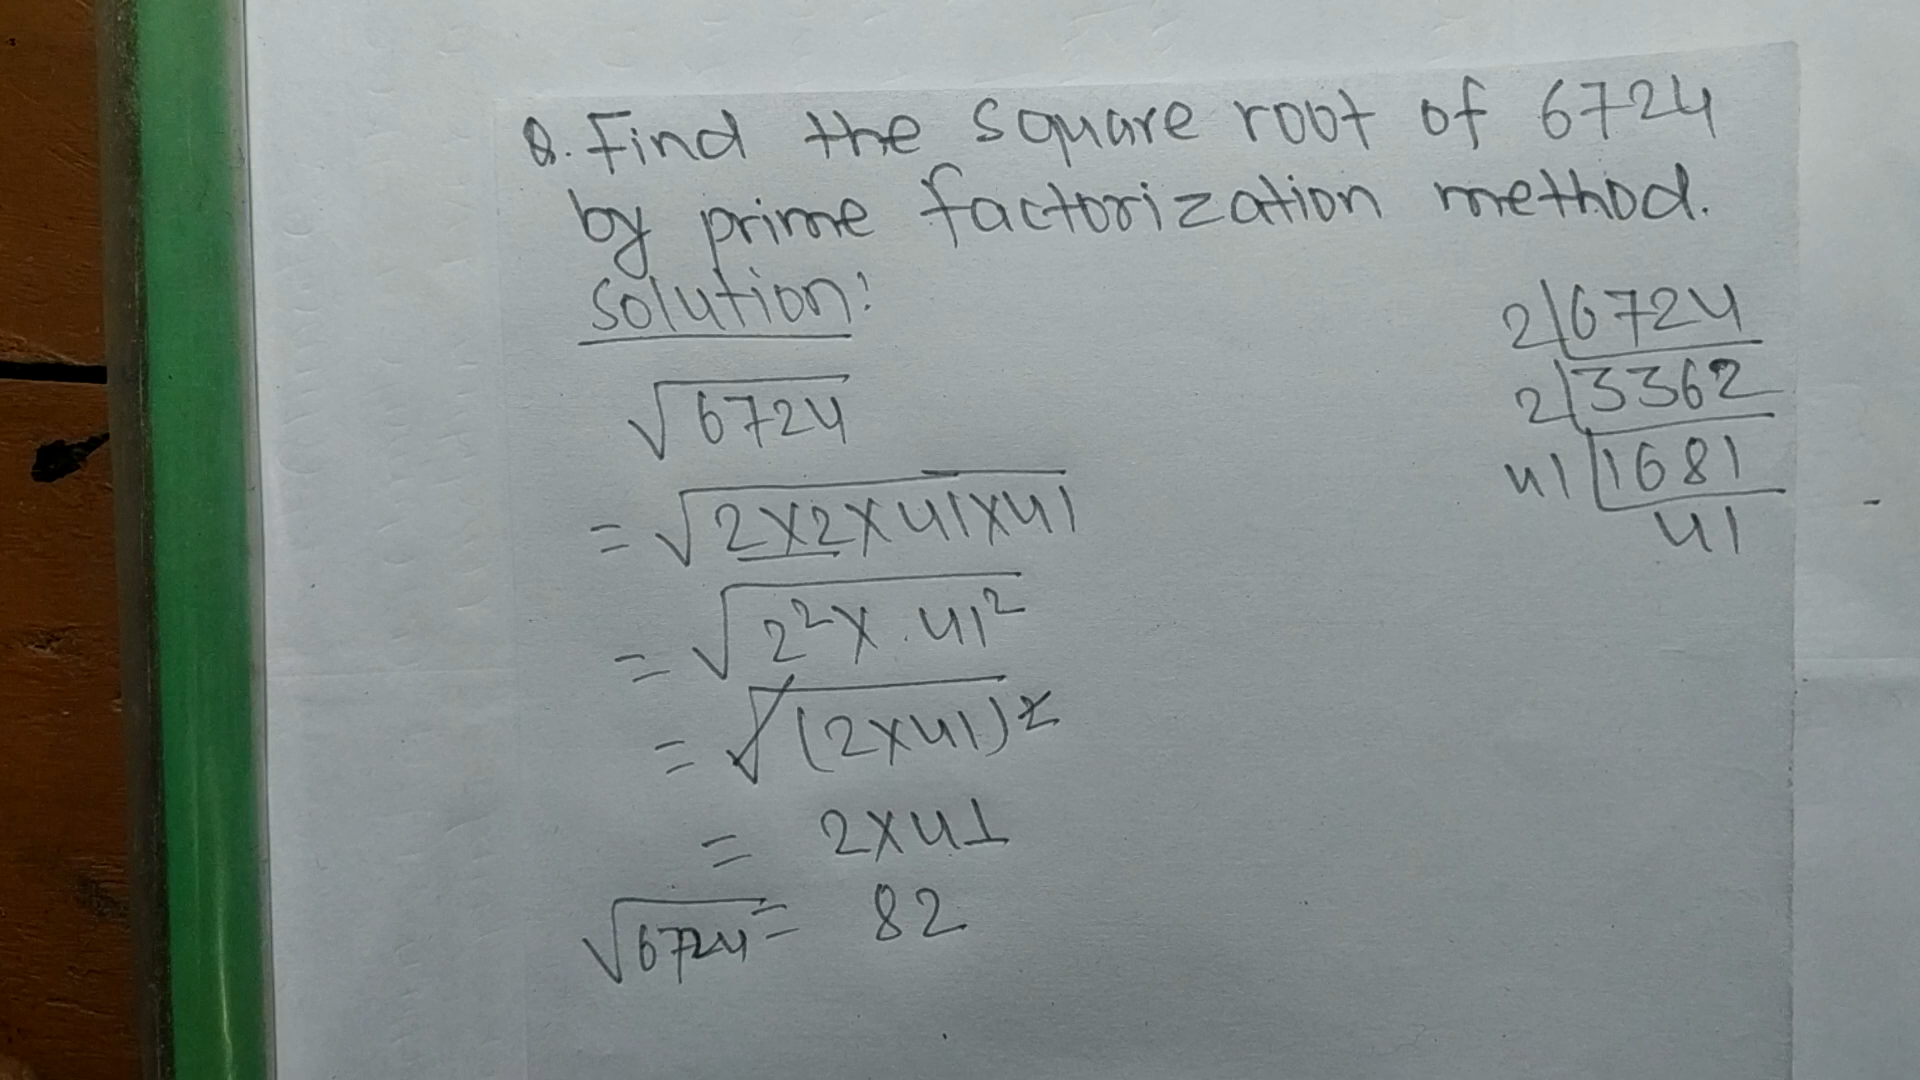 Q. Find the square root of 6724
by prime factorization method.
Solution:
√6724
= √2×2×41×41
= √2²×.41²
= √(2×41)²
= 2×41
√6724 = 82
2|6724
2|3362
41|1681
41